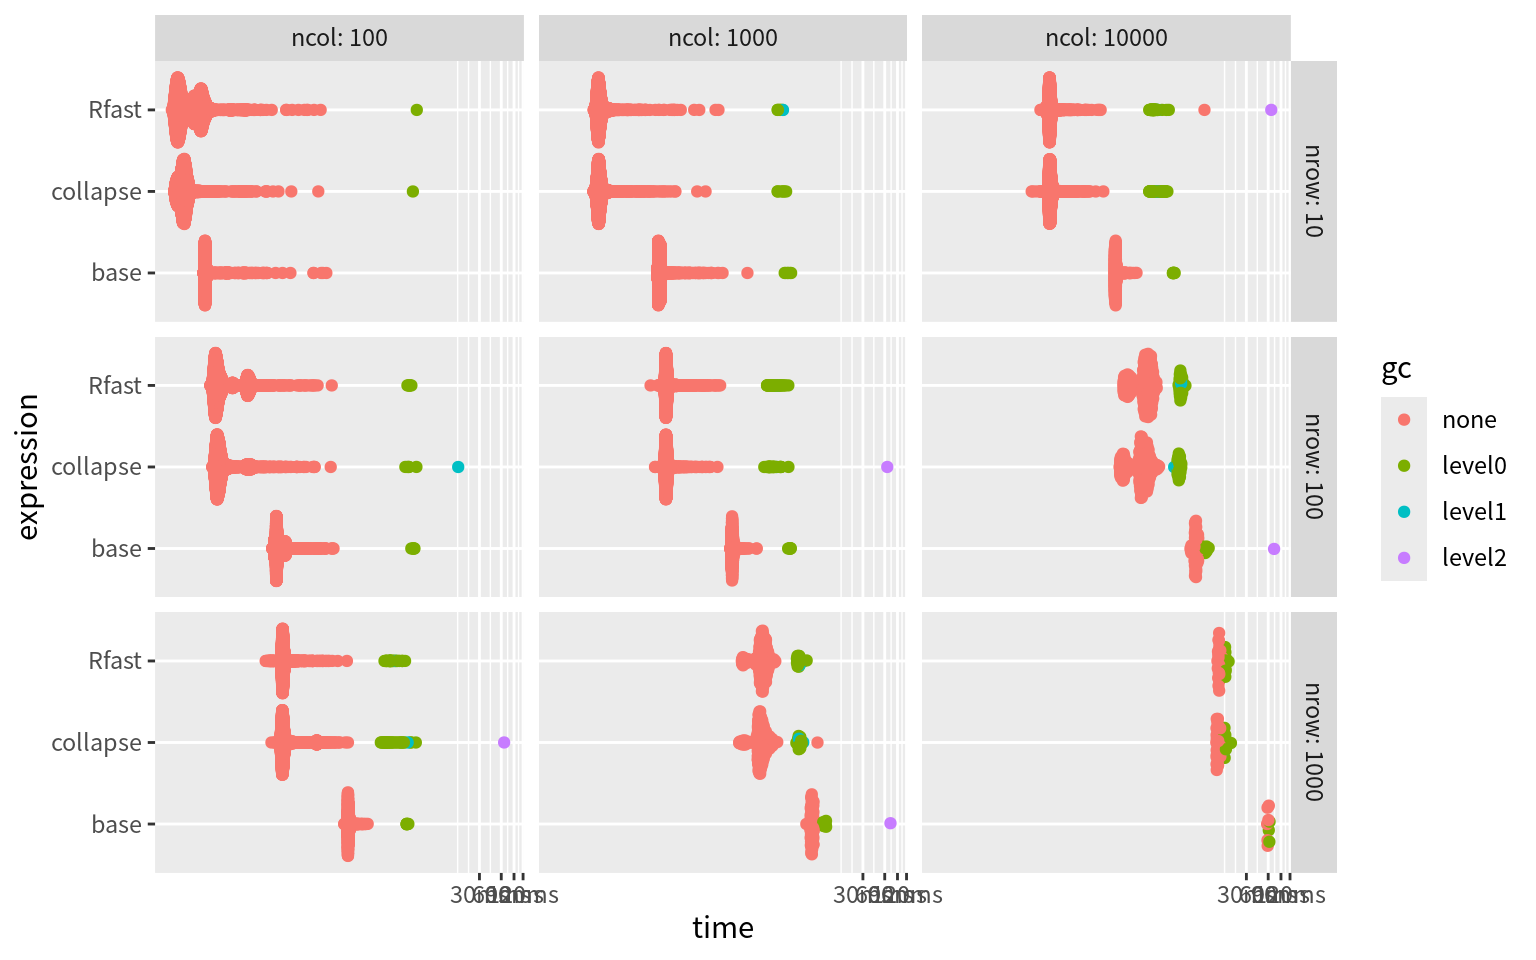 ncol: 100
ncol: 1000
ncol: 10000
Rfast
collapse
base
nrow: 10
Rfast
collapse
base
nrow: 100
Rfast
collapse
base
nrow: 1000
expression
time
gc
none
level0
level1
level2